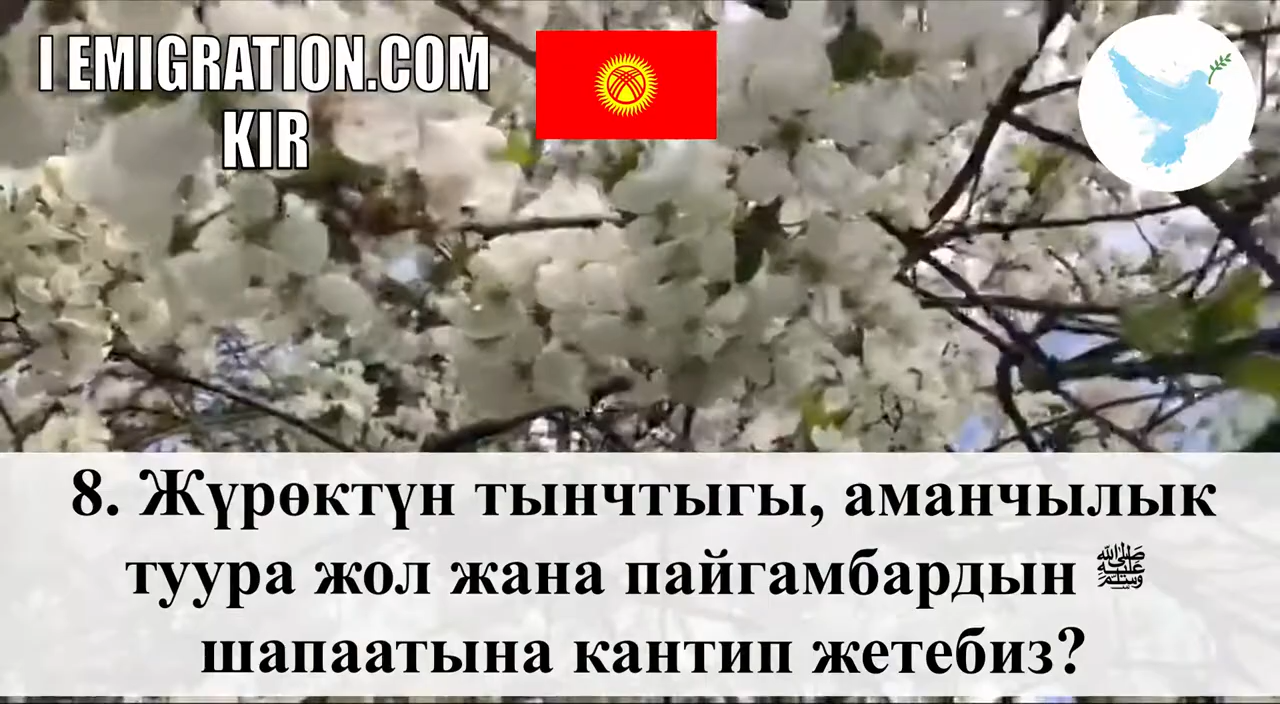 I EMIGRATION.COM
KIR
8. Жүрөктүн тынчтыгы, аманчылык
туура жол жана пайгамбардын ﷺ
шапаатына кантип жетебиз?